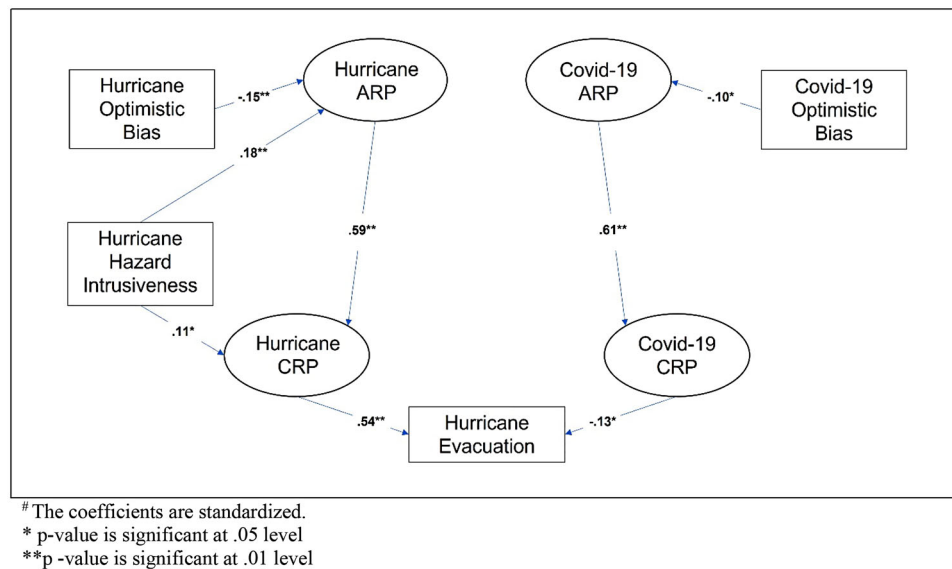 Hurricane
Optimistic
Bias
-.15**
Hurricane
ARP
Covid-19
ARP
-.10*
Covid-19
Optimistic
Bias
.18**
Hurricane
Hazard
Intrusiveness
.59**
.61**
.11*
Hurricane
CRP
Covid-19
CRP
.54**
Hurricane
Evacuation
-.13*
# The coefficients are standardized.
* p-value is significant at .05 level
**p -value is significant at .01 level